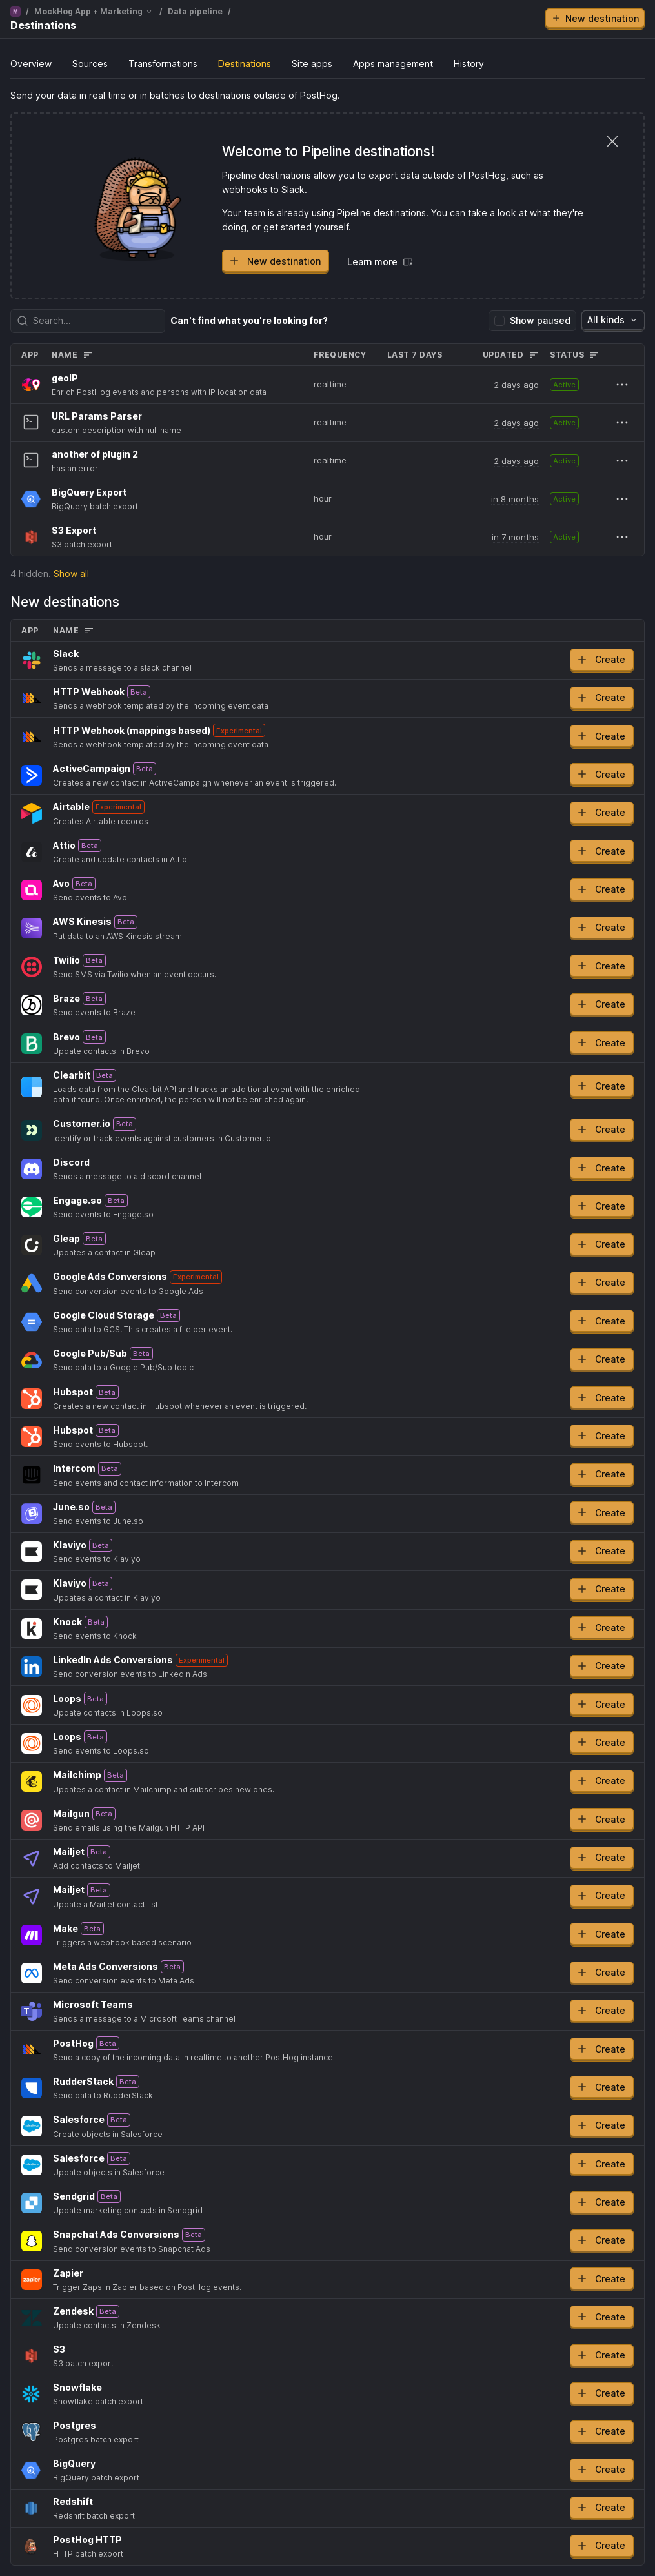 M / MockHog App + Marketing / Data pipeline /
Destinations
New destination
Overview Sources Transformations Destinations Site apps Apps management History
Send your data in real time or in batches to destinations outside of PostHog.
Welcome to Pipeline destinations!
Pipeline destinations allow you to export data outside of PostHog, such as
webhooks to Slack.
Your team is already using Pipeline destinations. You can take a look at what they're
doing, or get started yourself.
New destination Learn more
Search... Can't find what you're looking for? Show paused All kinds
APP NAME FREQUENCY LAST 7 DAYS UPDATED STATUS
geoIP
Enrich PostHog events and persons with IP location data
realtime 2 days ago Active
URL Params Parser
custom description with null name
realtime 2 days ago Active
another of plugin 2
has an error
realtime 2 days ago Active
BigQuery Export
BigQuery batch export
hour in 8 months Active
S3 Export
S3 batch export
hour in 7 months Active
4 hidden. Show all
New destinations
APP NAME
Slack
Sends a message to a slack channel
Create
HTTP Webhook Beta
Sends a webhook templated by the incoming event data
Create
HTTP Webhook (mappings based) Experimental
Sends a webhook templated by the incoming event data
Create
ActiveCampaign Beta
Creates a new contact in ActiveCampaign whenever an event is triggered.
Create
Airtable Experimental
Creates Airtable records
Create
Attio Beta
Create and update contacts in Attio
Create
Avo Beta
Send events to Avo
Create
AWS Kinesis Beta
Put data to an AWS Kinesis stream
Create
Twilio Beta
Send SMS via Twilio when an event occurs.
Create
Braze Beta
Send events to Braze
Create
Brevo Beta
Update contacts in Brevo
Create
Clearbit Beta
Loads data from the Clearbit API and tracks an additional event with the enriched
data if found. Once enriched, the person will not be enriched again.
Create
Customer.io Beta
Identify or track events against customers in Customer.io
Create
Discord
Sends a message to a discord channel
Create
Engage.so Beta
Send events to Engage.so
Create
Gleap Beta
Updates a contact in Gleap
Create
Google Ads Conversions Experimental
Send conversion events to Google Ads
Create
Google Cloud Storage Beta
Send data to GCS. This creates a file per event.
Create
Google Pub/Sub Beta
Send data to a Google Pub/Sub topic
Create
Hubspot Beta
Creates a new contact in Hubspot whenever an event is triggered.
Create
Hubspot Beta
Send events to Hubspot.
Create
Intercom Beta
Send events and contact information to Intercom
Create
June.so Beta
Send events to June.so
Create
Klaviyo Beta
Send events to Klaviyo
Create
Klaviyo Beta
Updates a contact in Klaviyo
Create
Knock Beta
Send events to Knock
Create
LinkedIn Ads Conversions Experimental
Send conversion events to LinkedIn Ads
Create
Loops Beta
Update contacts in Loops.so
Create
Loops Beta
Send events to Loops.so
Create
Mailchimp Beta
Updates a contact in Mailchimp and subscribes new ones.
Create
Mailgun Beta
Send emails using the Mailgun HTTP API
Create
Mailjet Beta
Add contacts to Mailjet
Create
Mailjet Beta
Update a Mailjet contact list
Create
Make Beta
Triggers a webhook based scenario
Create
Meta Ads Conversions Beta
Send conversion events to Meta Ads
Create
Microsoft Teams
Sends a message to a Microsoft Teams channel
Create
PostHog Beta
Send a copy of the incoming data in realtime to another PostHog instance
Create
RudderStack Beta
Send data to RudderStack
Create
Salesforce Beta
Create objects in Salesforce
Create
Salesforce Beta
Update objects in Salesforce
Create
Sendgrid Beta
Update marketing contacts in Sendgrid
Create
Snapchat Ads Conversions Beta
Send conversion events to Snapchat Ads
Create
Zapier
Trigger Zaps in Zapier based on PostHog events.
Create
Zendesk Beta
Update contacts in Zendesk
Create
S3
S3 batch export
Create
Snowflake
Snowflake batch export
Create
Postgres
Postgres batch export
Create
BigQuery
BigQuery batch export
Create
Redshift
Redshift batch export
Create
PostHog HTTP
HTTP batch export
Create